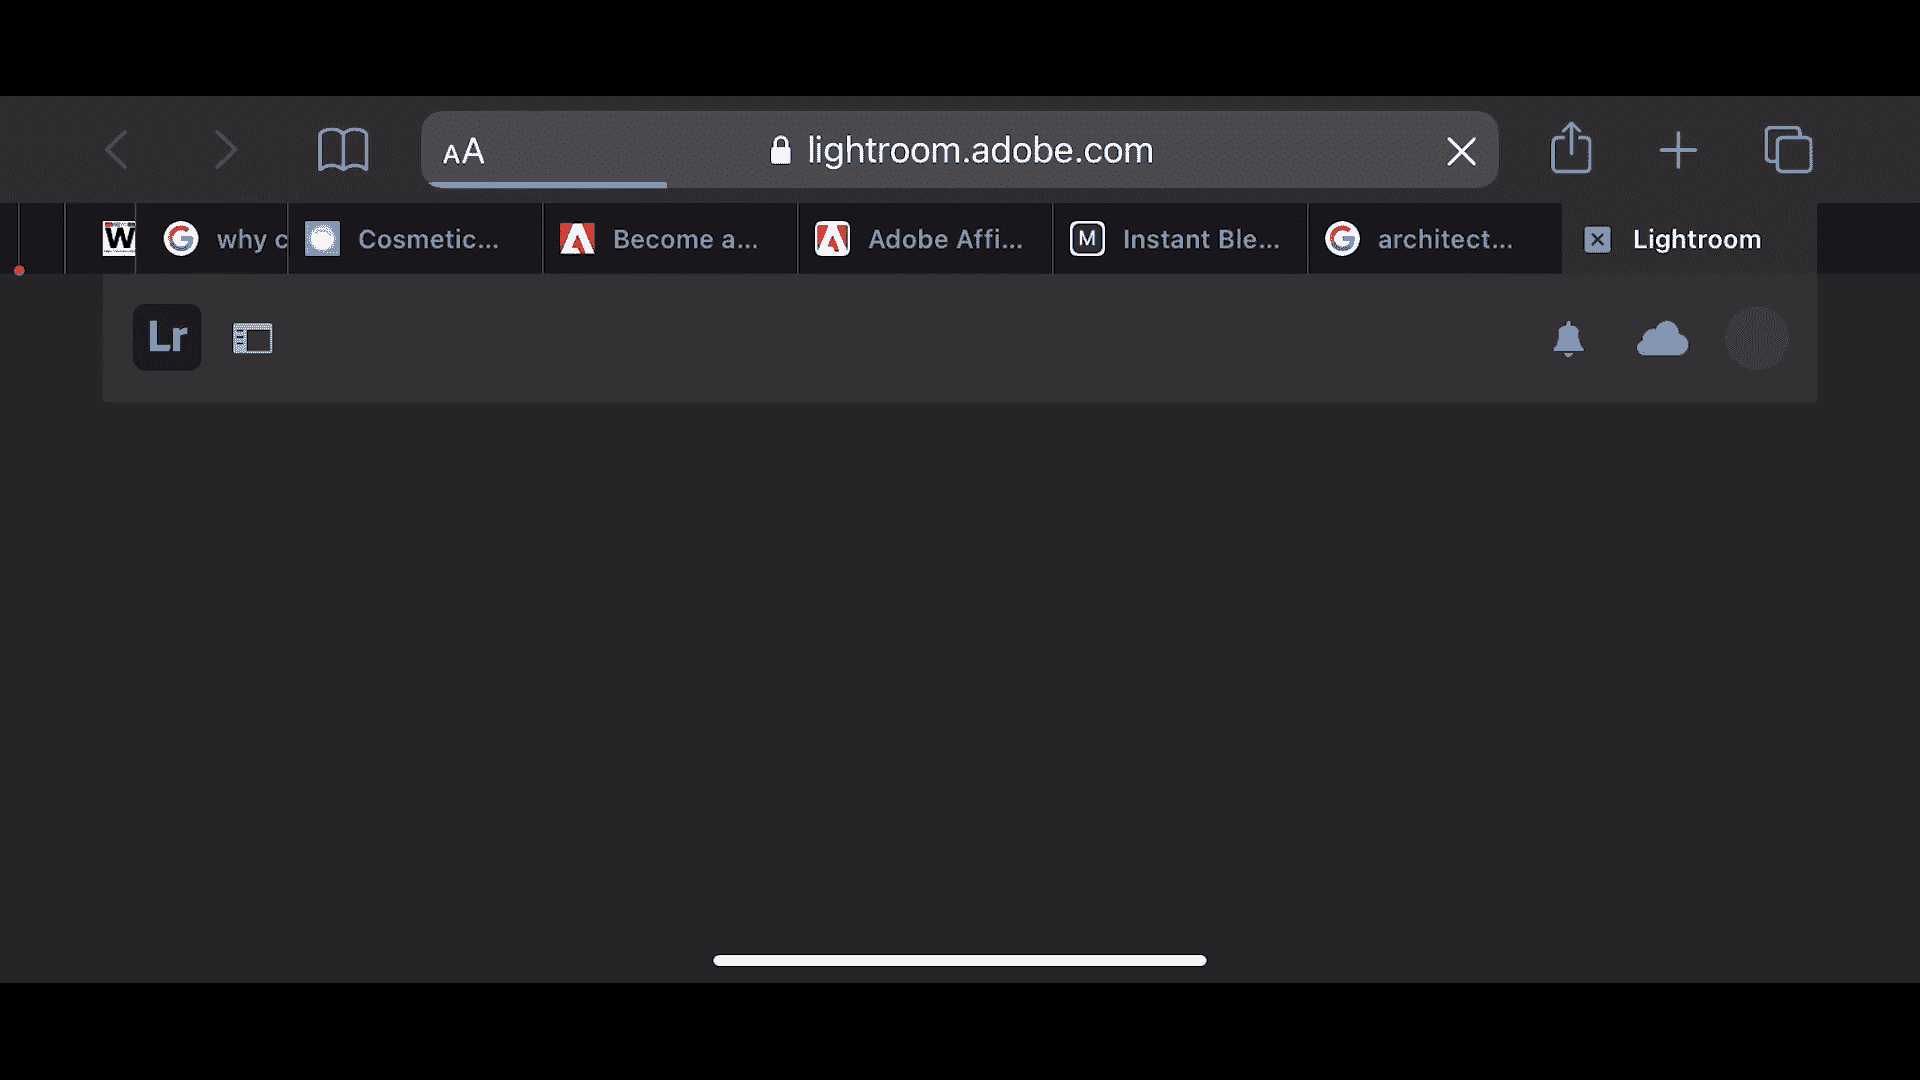 AA lightroom.adobe.com
W why c Cosmetic... Become a... Adobe Affi... M Instant Ble... architect... Lightroom
Lr